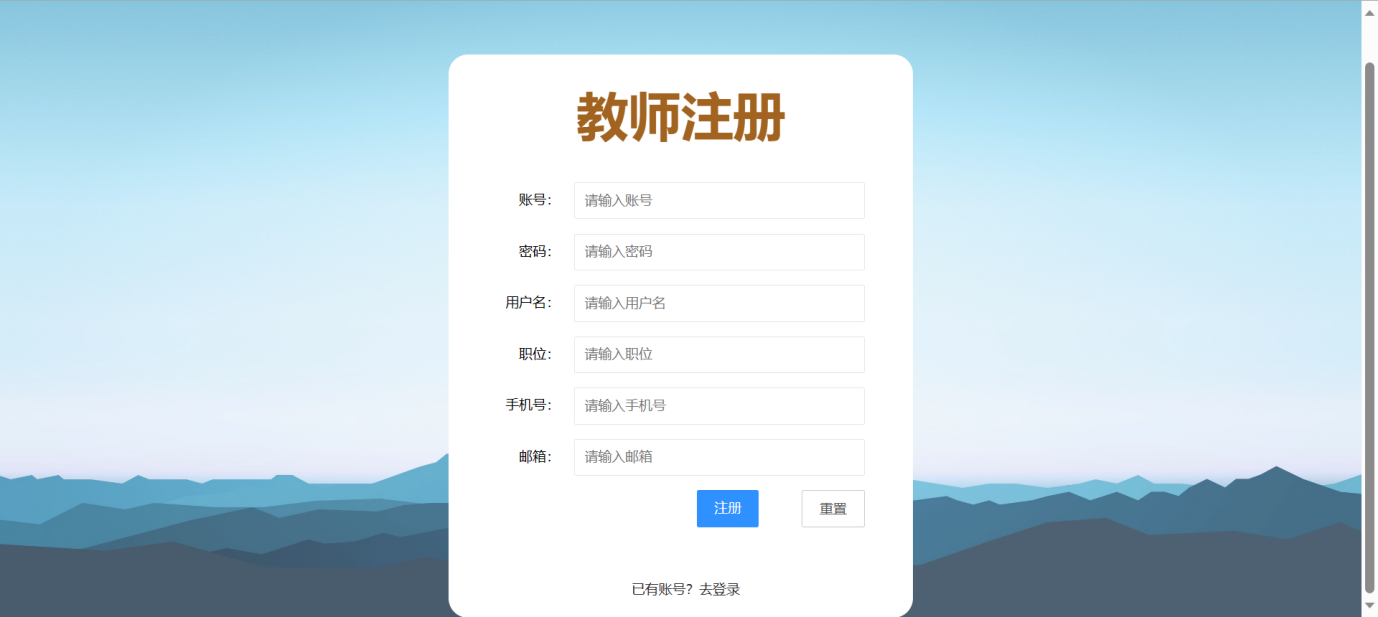 教师注册
账号： 请输入账号
密码： 请输入密码
用户名： 请输入用户名
职位： 请输入职位
手机号： 请输入手机号
邮箱： 请输入邮箱
注册 重置
已有账号？去登录